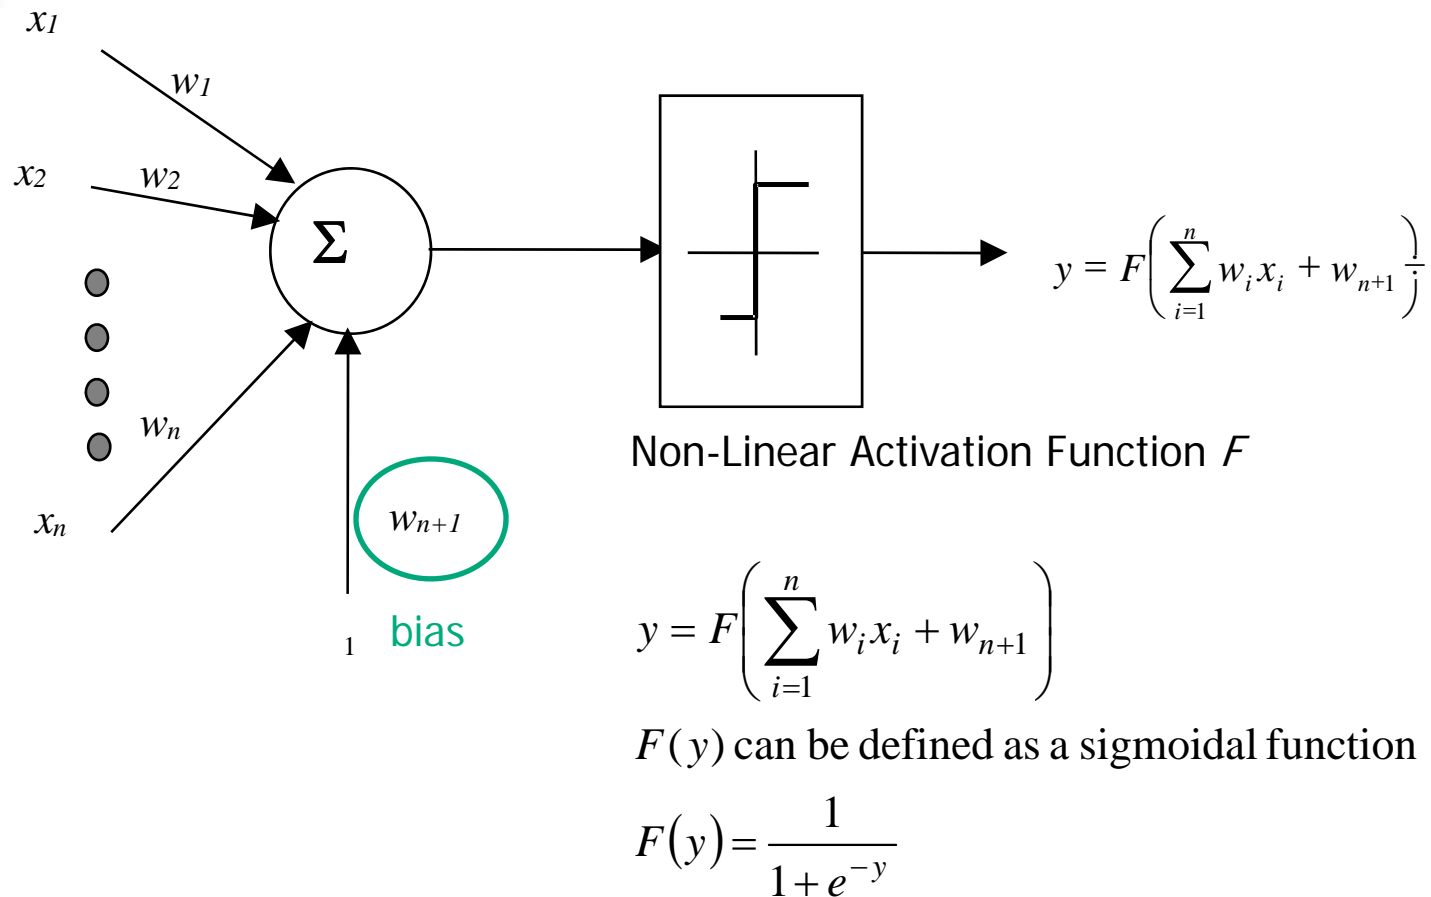 x1
w1
x2
w2
Σ
y = F( ∑_{i=1}^{n} w_i x_i + w_{n+1} )
wn
Non-Linear Activation Function F
xn
wn+1
1 bias
y = F( ∑_{i=1}^{n} w_i x_i + w_{n+1} )
F(y) can be defined as a sigmoidal function
F(y) = 1 / (1 + e^{-y})